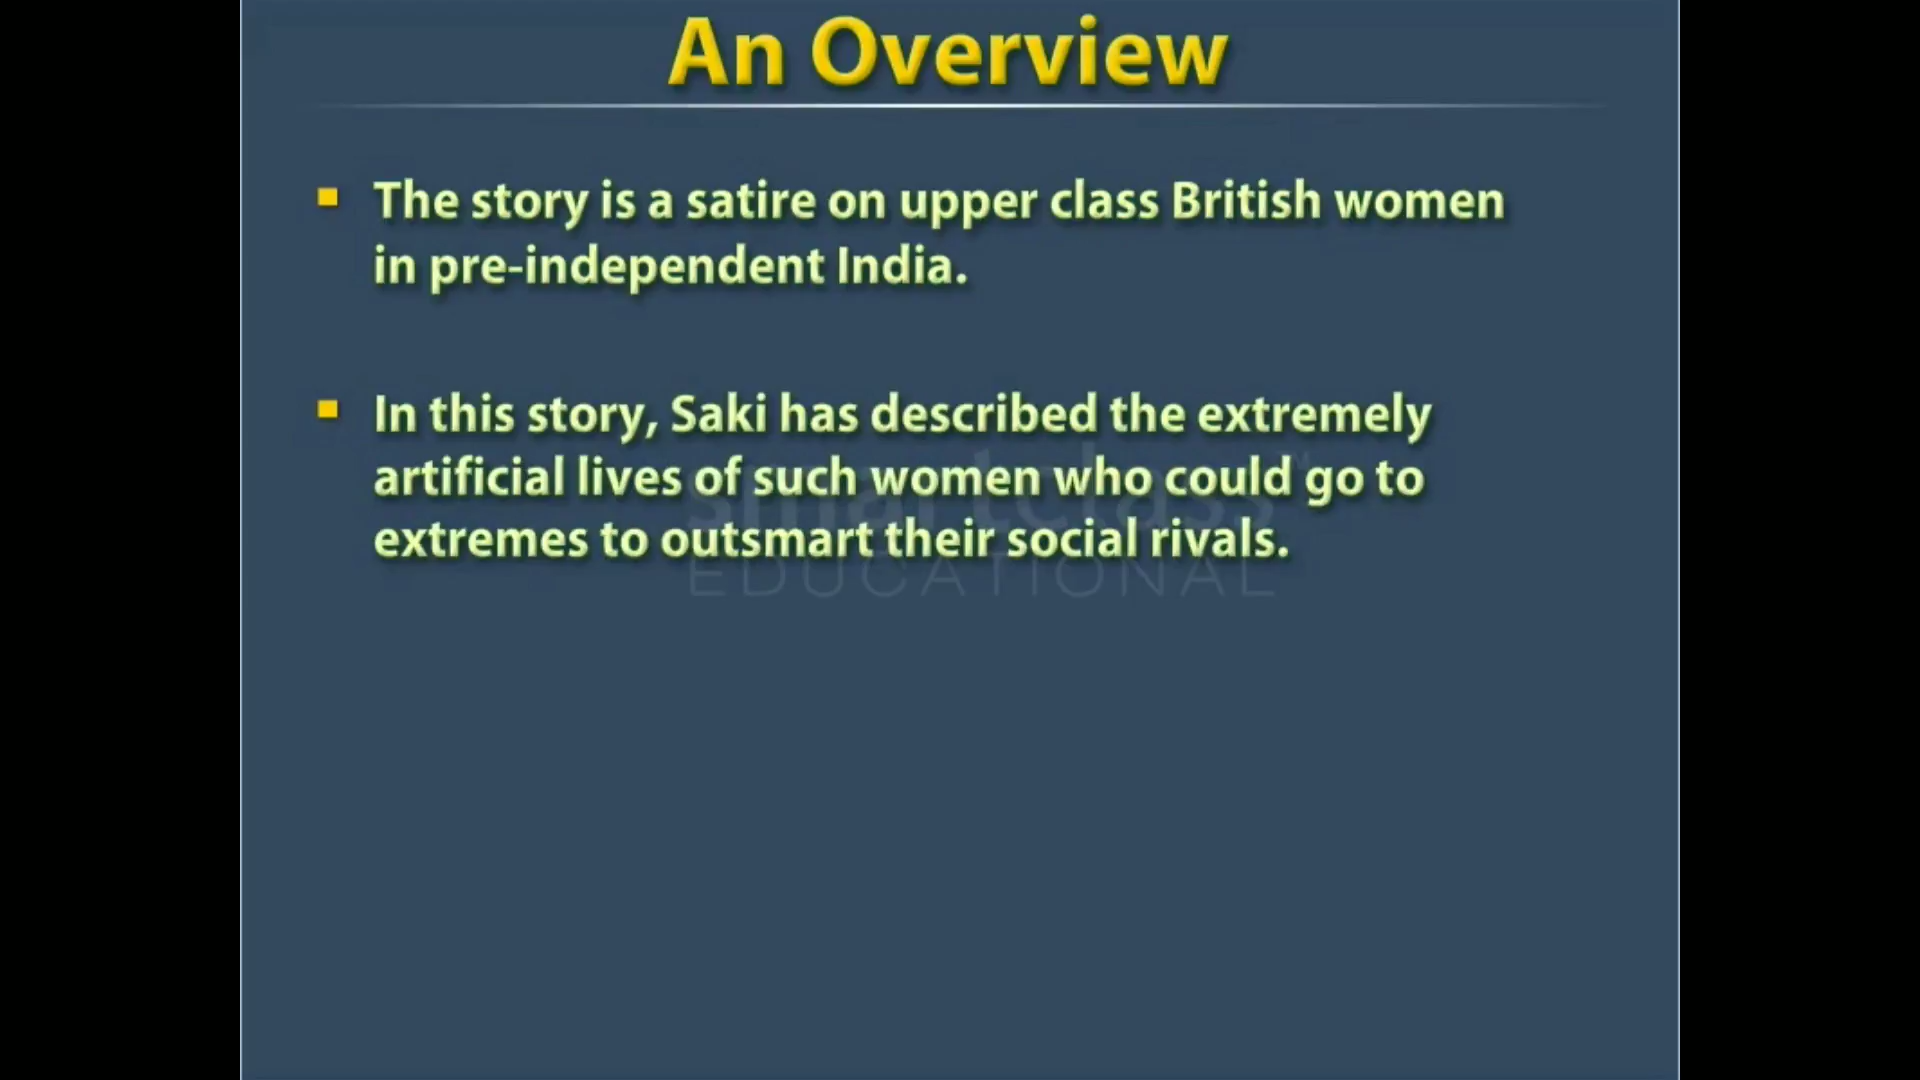 An Overview
The story is a satire on upper class British women
in pre-independent India.
In this story, Saki has described the extremely
artificial lives of such women who could go to
extremes to outsmart their social rivals.
smartclass
EDUCATIONAL